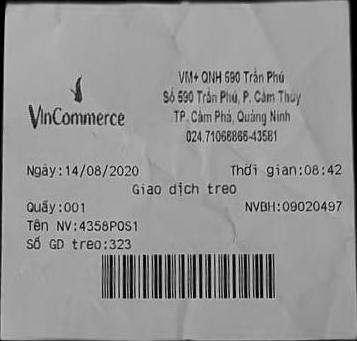 VinCommerce
VM+ QNH 590 Trần Phú
Số 590 Trần Phú, P. Cẩm Thủy
TP. Cẩm Phả, Quảng Ninh
024.71066866-43581
Ngày:14/08/2020 Thời gian:08:42
Giao dịch treo
Quầy:001 NVBH:09020497
Tên NV:4358POS1
Số GD treo:323